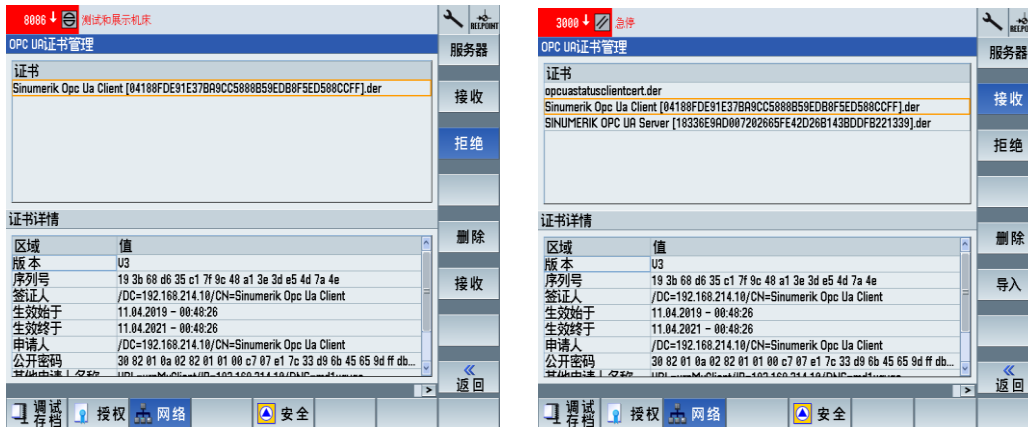 8086 ↓ 测试和展示机床
REF.POINT
OPC UA证书管理
服务器
证书
Sinumerik Opc Ua Client [04188FDE91E37BA9CC5888B59EDB8F5ED588CCFF].der
接收
拒绝
证书详情
删除
区域 值
版本 V3
序列号 19 3b 68 d6 35 c1 7f 9c 48 a1 3e 3d e5 4d 7a 4e
接收
签证人 /DC=192.168.214.10/CN=Sinumerik Opc Ua Client
生效始于 11.04.2019 - 00:48:26
生效终于 11.04.2021 - 00:48:26
申请人 /DC=192.168.214.10/CN=Sinumerik Opc Ua Client
公开密码 30 82 01 0a 02 82 01 01 00 c7 07 e1 7c 33 d9 6b 45 65 9d ff db...
返回
调试存档 授权 网络 安全
3000 ↓ 急停
OPC UA证书管理
服务器
证书
opcuastatusclientcert.der
Sinumerik Opc Ua Client [04188FDE91E37BA9CC5888B59EDB8F5ED588CCFF].der
接收
SINUMERIK OPC UA Server [18336E9AD007202665FE42D26B143BDDFB221339].der
拒绝
证书详情
删除
区域 值
版本 V3
序列号 19 3b 68 d6 35 c1 7f 9c 48 a1 3e 3d e5 4d 7a 4e
导入
签证人 /DC=192.168.214.10/CN=Sinumerik Opc Ua Client
生效始于 11.04.2019 - 00:48:26
生效终于 11.04.2021 - 00:48:26
申请人 /DC=192.168.214.10/CN=Sinumerik Opc Ua Client
公开密码 30 82 01 0a 02 82 01 01 00 c7 07 e1 7c 33 d9 6b 45 65 9d ff db...
返回
调试存档 授权 网络 安全